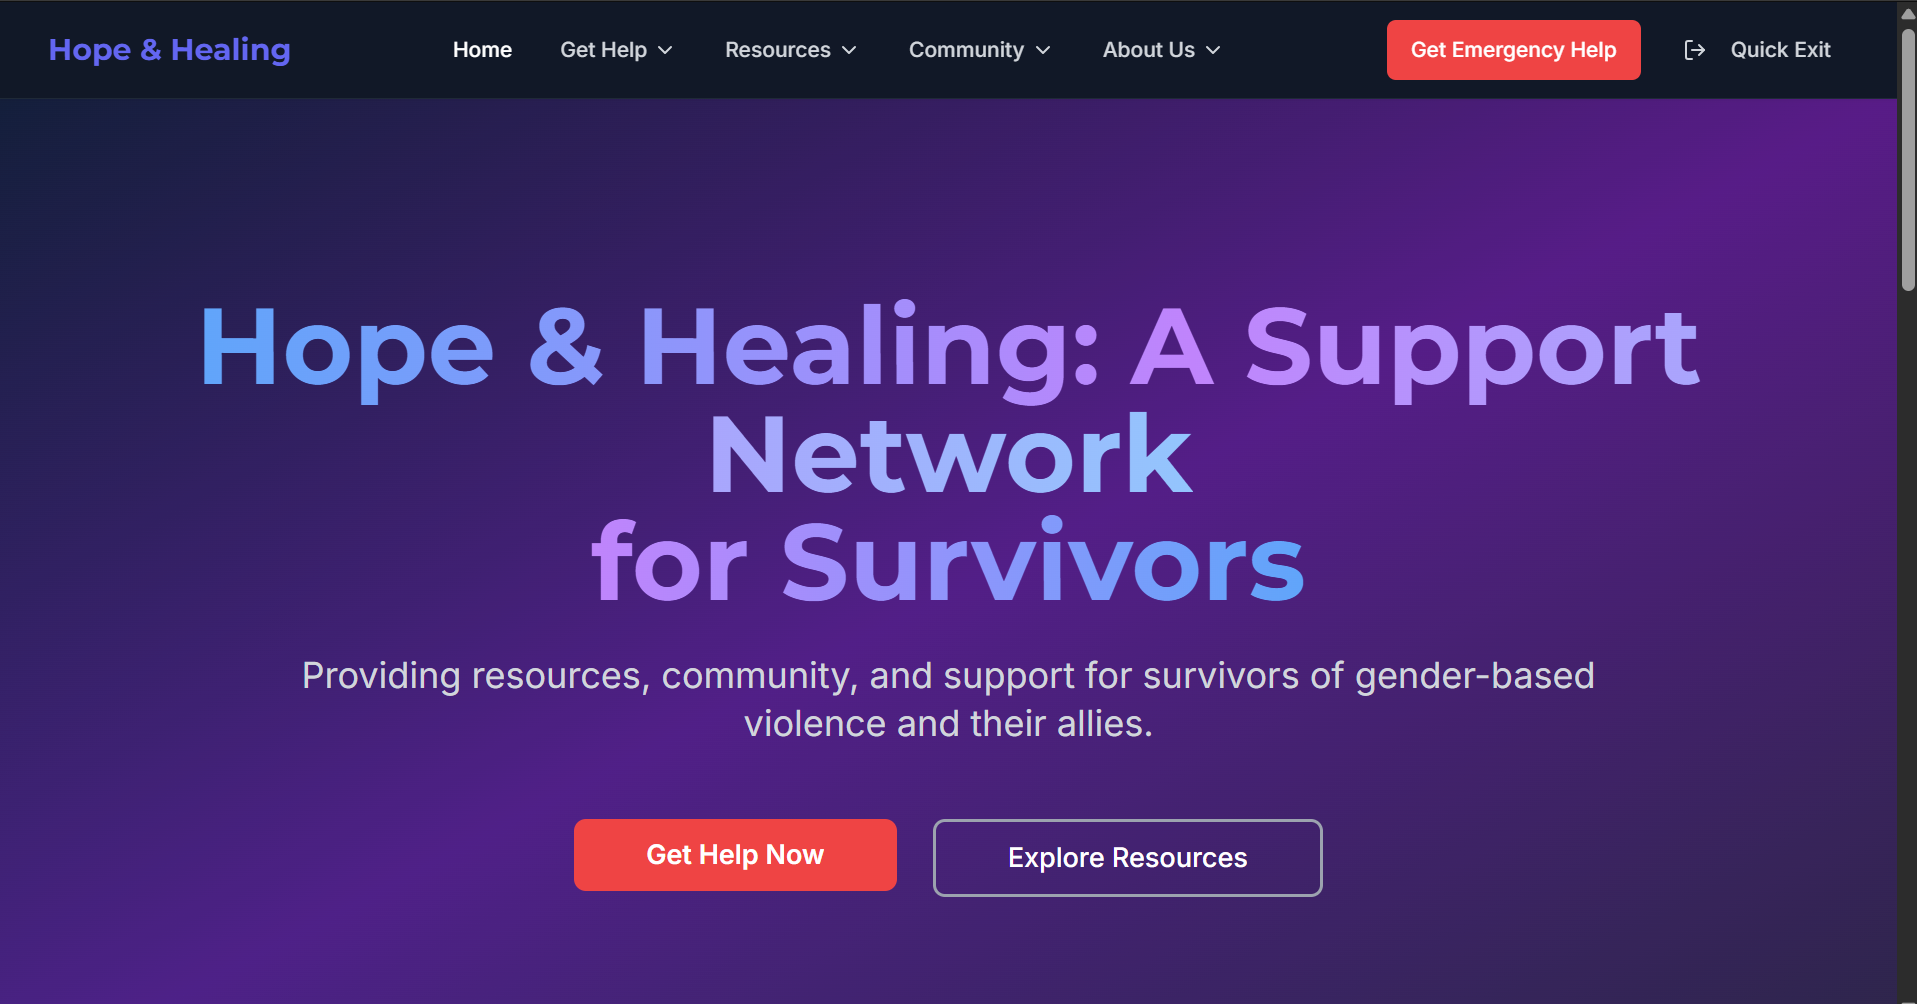 Hope & Healing
Home
Get Help
Resources
Community
About Us
Get Emergency Help
Quick Exit
Hope & Healing: A Support
Network
for Survivors
Providing resources, community, and support for survivors of gender-based
violence and their allies.
Get Help Now
Explore Resources